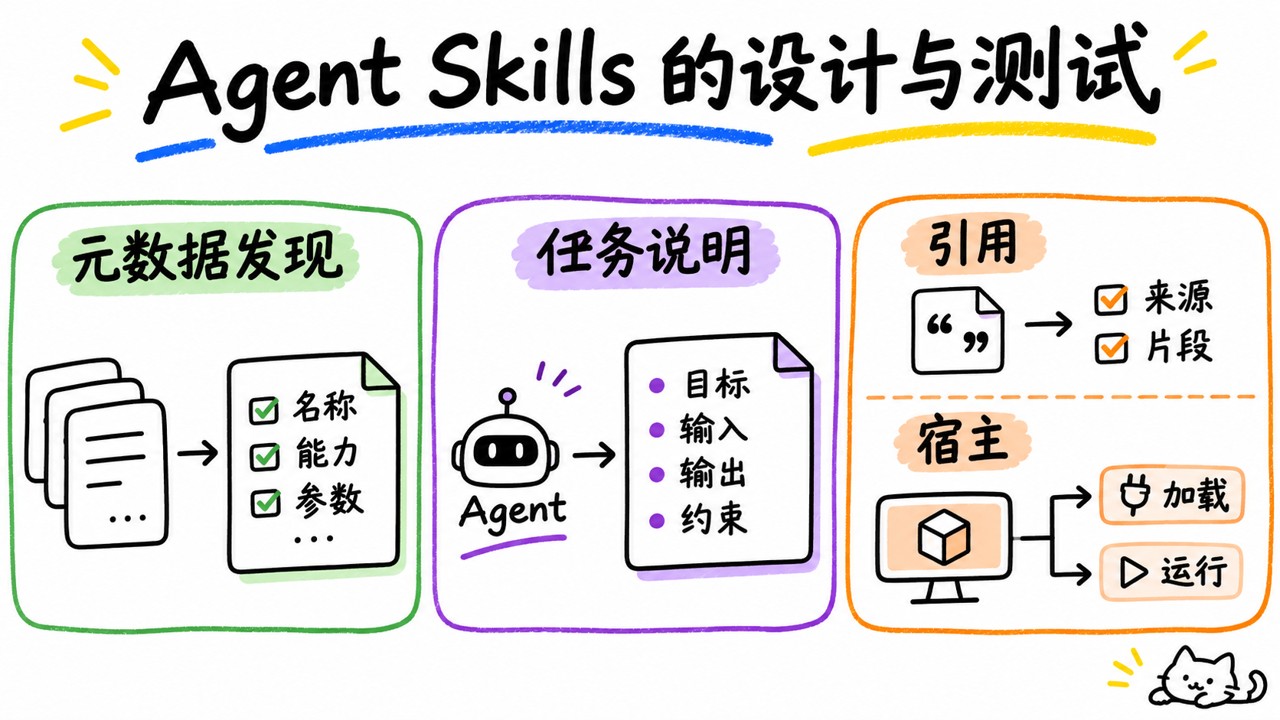 Agent Skills 的设计与测试
元数据发现
名称
能力
参数
...
任务说明
Agent
目标
输入
输出
约束
引用
“ ”
来源
片段
宿主
加载
运行